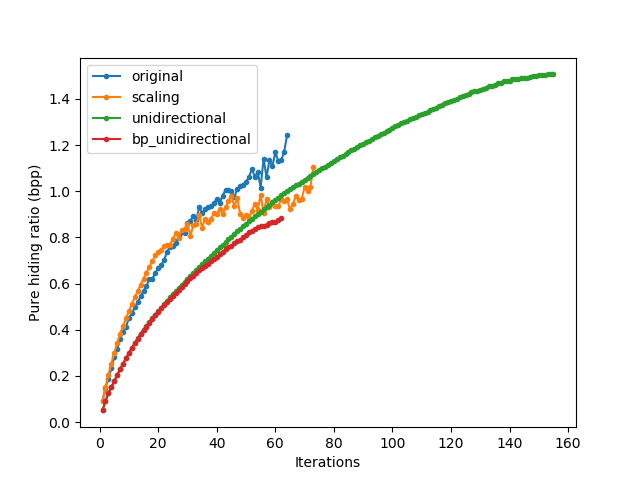 original
scaling
unidirectional
bp_unidirectional
Pure hiding ratio (bpp)
1.4
1.2
1.0
0.8
0.6
0.4
0.2
0.0
0 20 40 60 80 100 120 140 160
Iterations